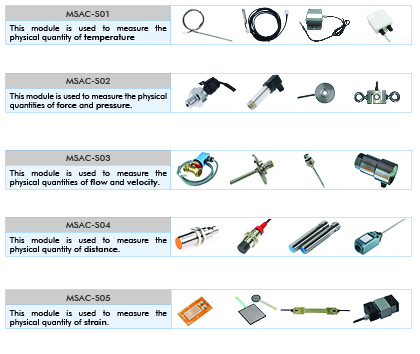 MSAC-S01
This module is used to measure the
physical quantity of temperature
MSAC-S02
This module is used to measure the physical
quantities of force and pressure.
MSAC-S03
This module is used to measure the
physical quantities of flow and velocity.
MSAC-S04
This module is used to measure the
physical quantity of distance.
MSAC-S05
This module is used to measure the
physical quantity of strain.